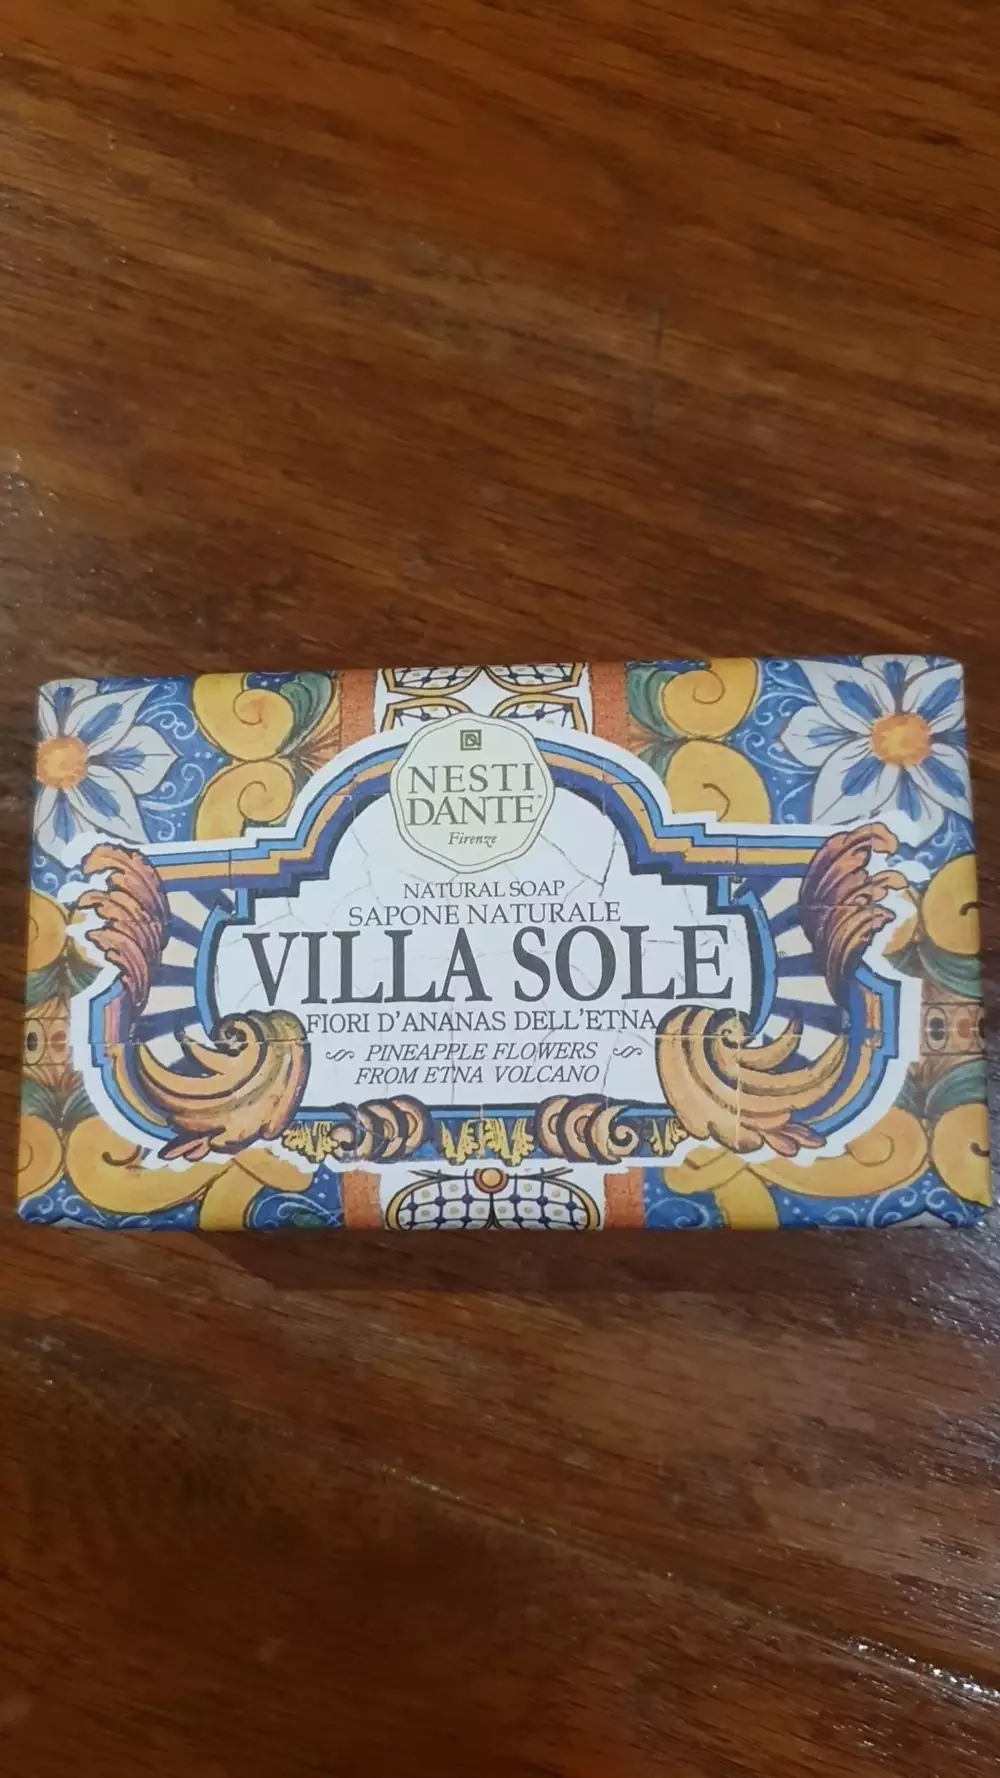 NESTI
DANTE
Firenze
NATURAL SOAP
SAPONE NATURALE
VILLA SOLE
FIORI D'ANANAS DELL'ETNA
PINEAPPLE FLOWERS
FROM ETNA VOLCANO